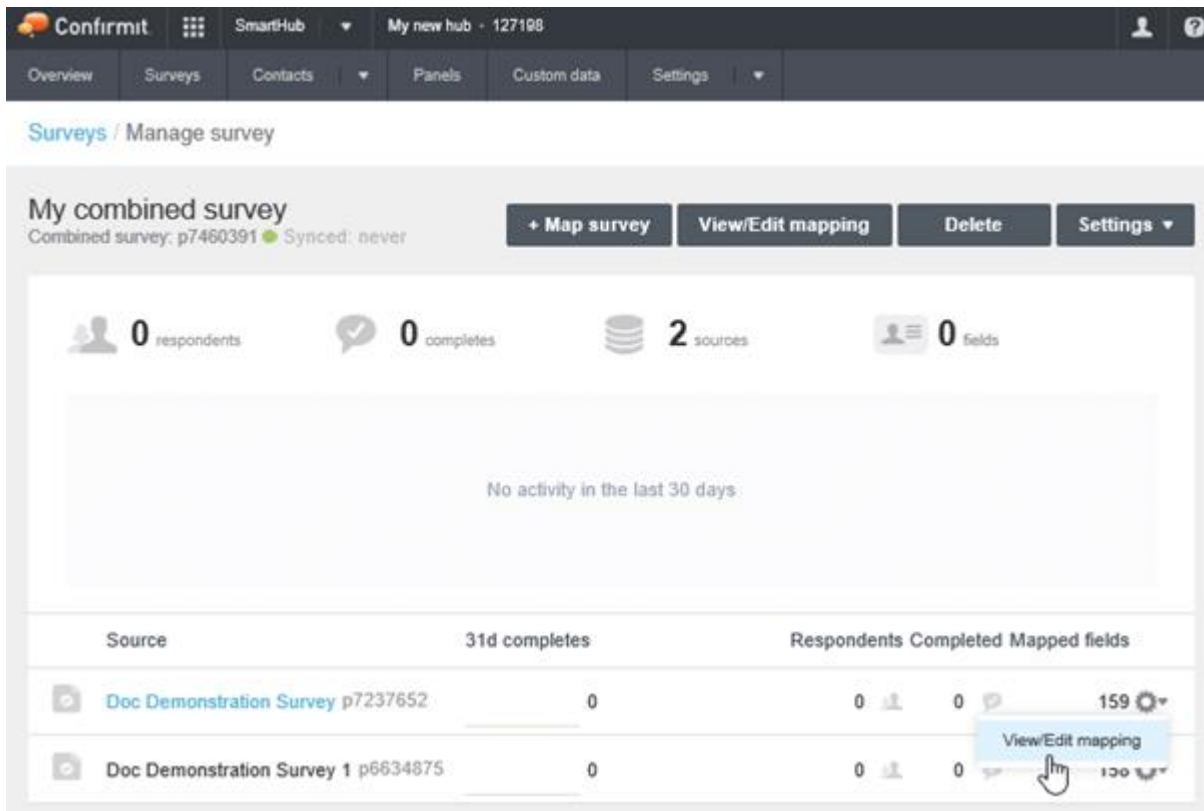 Confirmit SmartHub My new hub - 127198
Overview Surveys Contacts Panels Custom data Settings
Surveys / Manage survey
My combined survey
Combined survey: p7460391 Synced: never
+ Map survey View/Edit mapping Delete Settings
0 respondents 0 completes 2 sources 0 fields
No activity in the last 30 days
Source 31d completes Respondents Completed Mapped fields
Doc Demonstration Survey p7237652 0 0 0 159
View/Edit mapping
Doc Demonstration Survey 1 p6634875 0 0 0 158